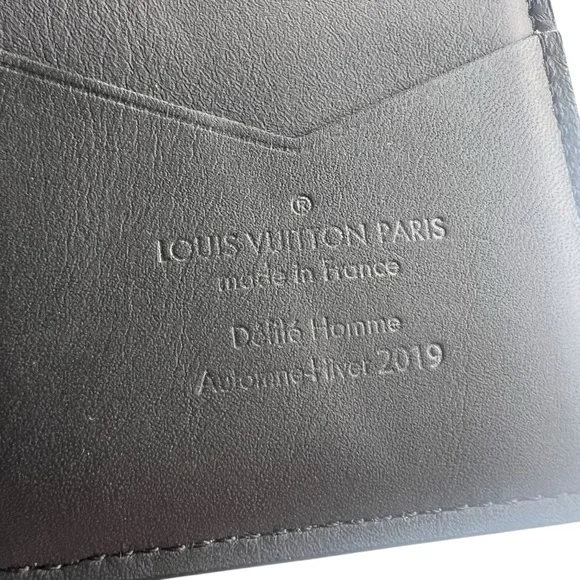 ®
LOUIS VUITTON PARIS
made in France
Défilé Homme
Automne-Hiver 2019